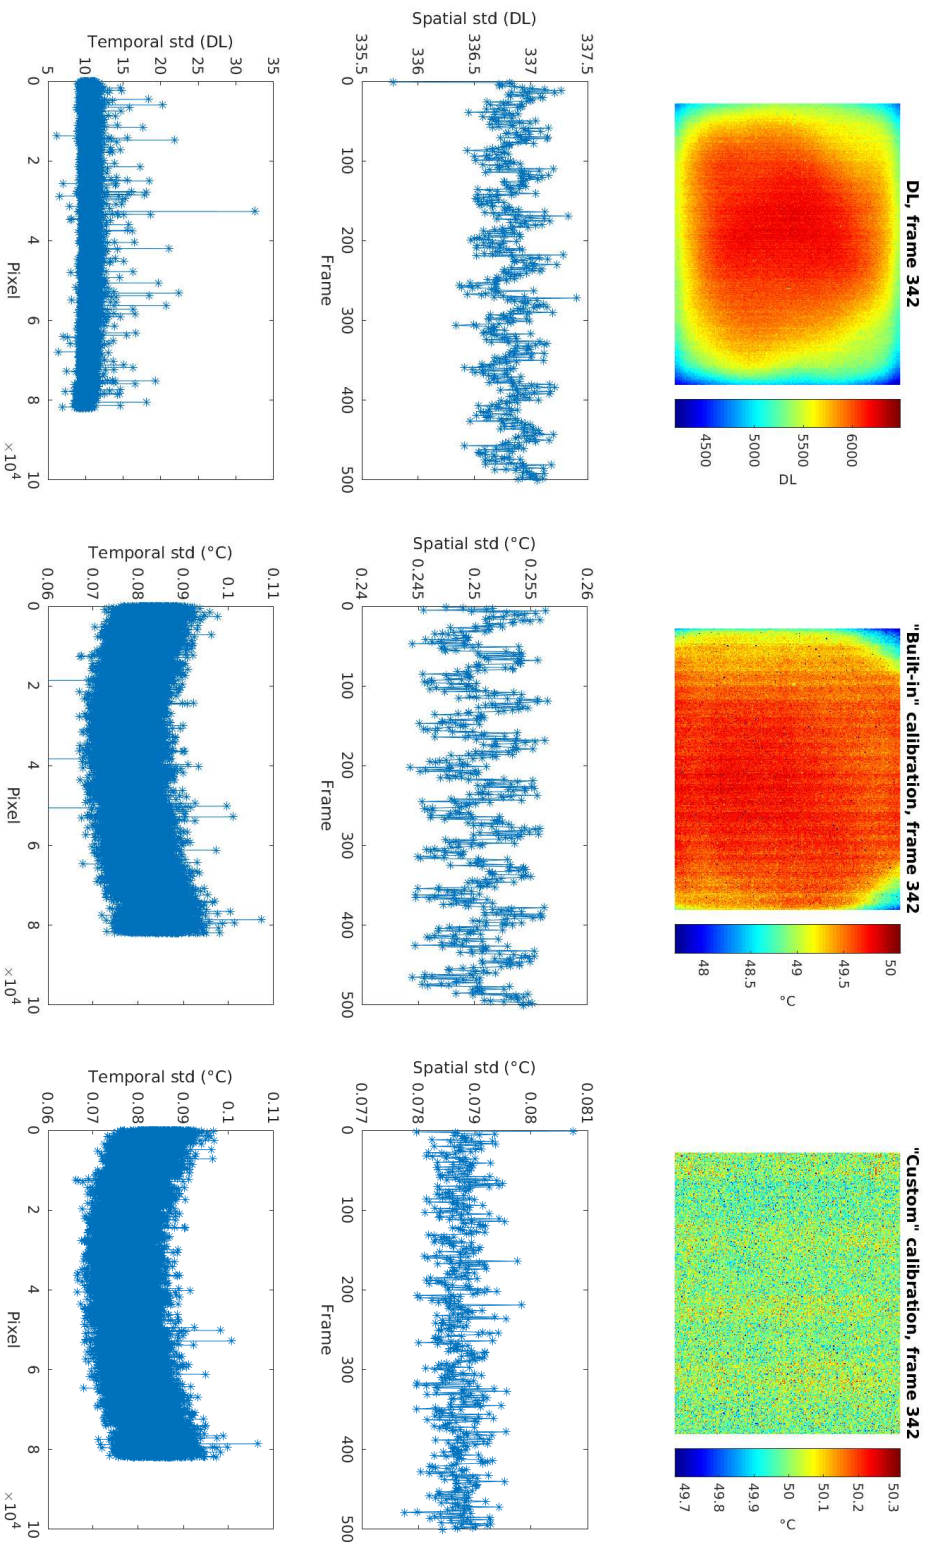 DL, frame 342
4500 5000 5500 6000
DL
"Built-in" calibration, frame 342
48 48.5 49 49.5 50
°C
"Custom" calibration, frame 342
49.7 49.8 49.9 50 50.1 50.2 50.3
°C
Spatial std (DL)
335.5 336 336.5 337 337.5
0 100 200 300 400 500
Frame
Spatial std (°C)
0.24 0.245 0.25 0.255 0.26
0 100 200 300 400 500
Frame
Spatial std (°C)
0.077 0.078 0.079 0.08 0.081
0 100 200 300 400 500
Frame
Temporal std (DL)
5 10 15 20 25 30 35
0 2 4 6 8 10
Pixel
×10^4
Temporal std (°C)
0.06 0.07 0.08 0.09 0.1 0.11
0 2 4 6 8 10
Pixel
×10^4
Temporal std (°C)
0.06 0.07 0.08 0.09 0.1 0.11
0 2 4 6 8 10
Pixel
×10^4